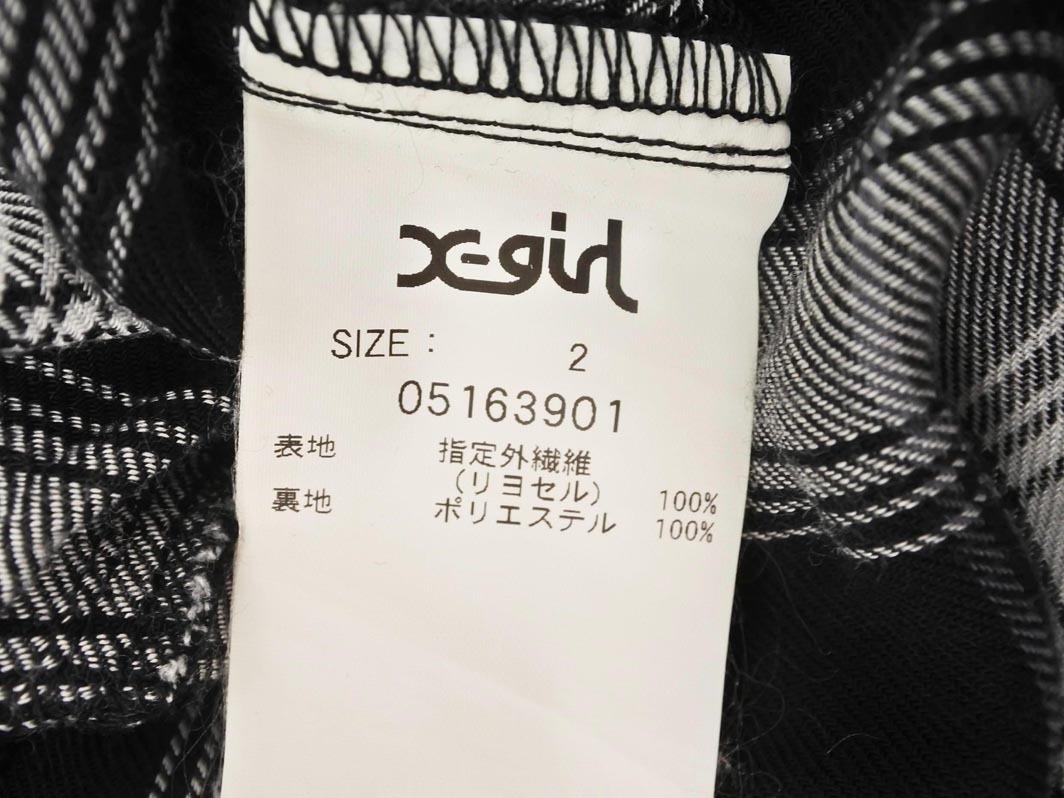 X-girl
SIZE : 2
05163901
表地 指定外繊維
(リヨセル) 100%
裏地 ポリエステル 100%